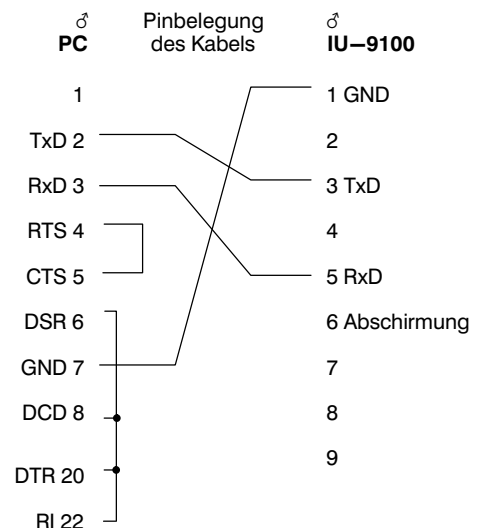 ♂ Pinbelegung ♂
PC des Kabels IU–9100
1 1 GND
TxD 2 2
RxD 3 3 TxD
RTS 4 4
CTS 5 5 RxD
DSR 6 6 Abschirmung
GND 7 7
DCD 8 8
DTR 20 9
RI 22